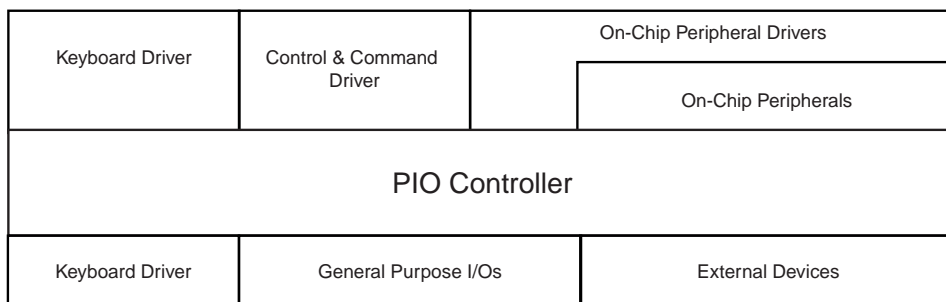 On-Chip Peripheral Drivers
Keyboard Driver
Control & Command
Driver
On-Chip Peripherals
PIO Controller
Keyboard Driver
General Purpose I/Os
External Devices